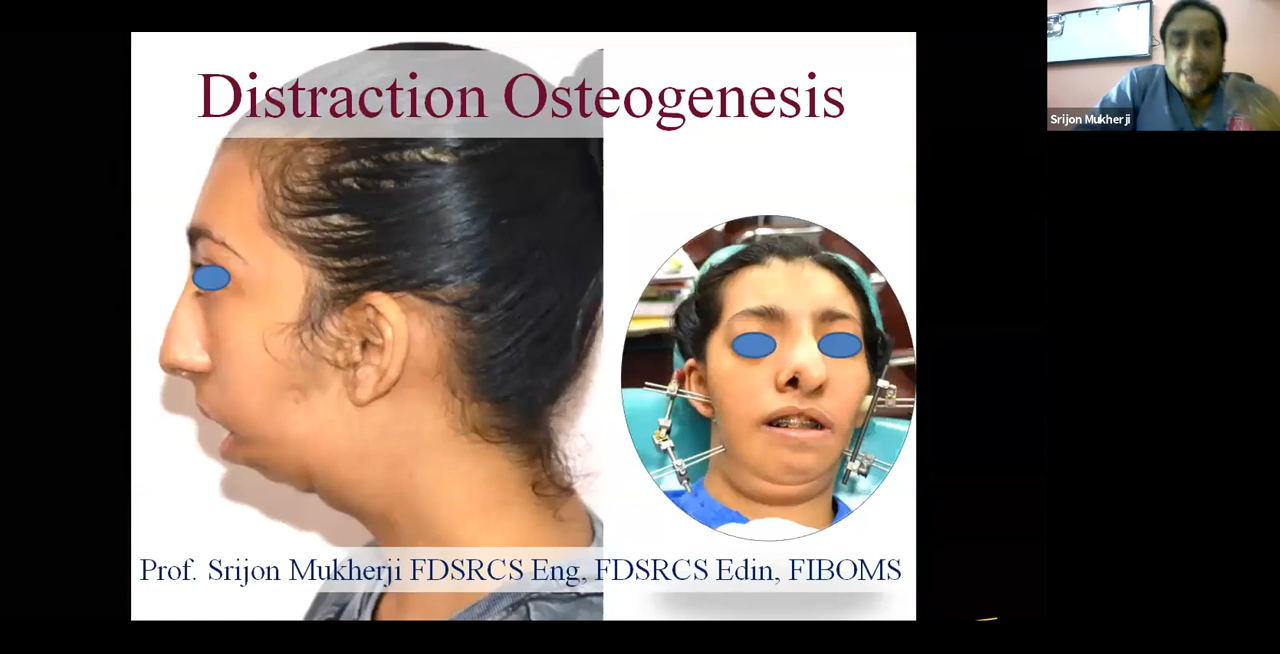 Distraction Osteogenesis
Srijon Mukherji
Prof. Srijon Mukherji FDSRCS Eng, FDSRCS Edin, FIBOMS